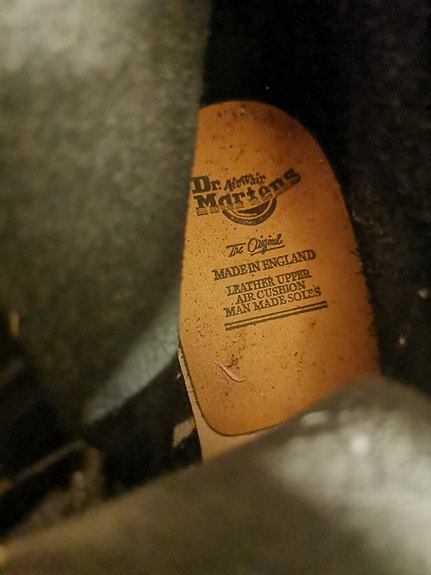 Dr. AirWair
Martens
The Original
MADE IN ENGLAND
LEATHER UPPER
AIR CUSHION
MAN MADE SOLES